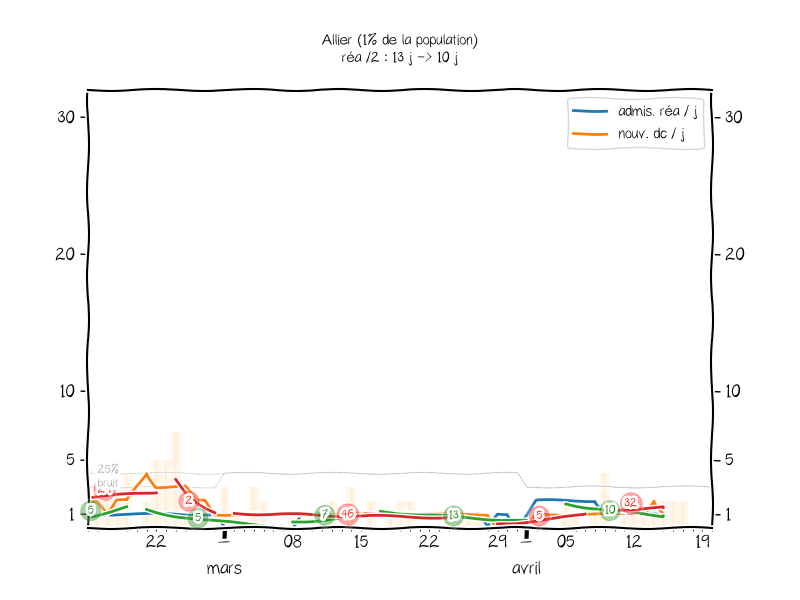 Allier (1% de la population)
réa /2 : 13 j -> 10 j
30 30
admis. réa / j
nouv. dc / j
20 20
10 10
5 5
25%
bruit
2 32
5 5 7 46 13 5 10
1 1
22 08 15 22 29 05 12 19
mars avril